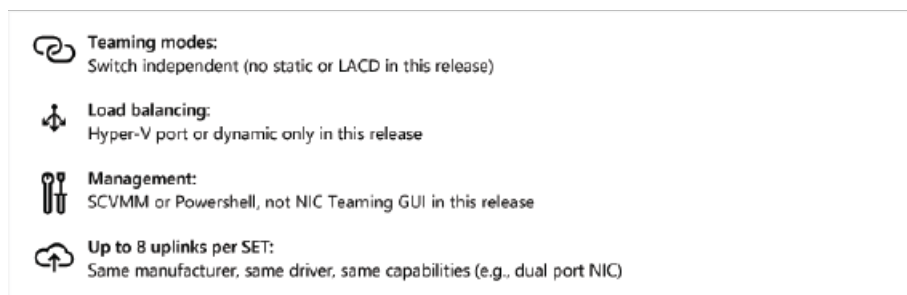 Teaming modes:
Switch independent (no static or LACD in this release)
Load balancing:
Hyper-V port or dynamic only in this release
Management:
SCVMM or Powershell, not NIC Teaming GUI in this release
Up to 8 uplinks per SET:
Same manufacturer, same driver, same capabilities (e.g., dual port NIC)